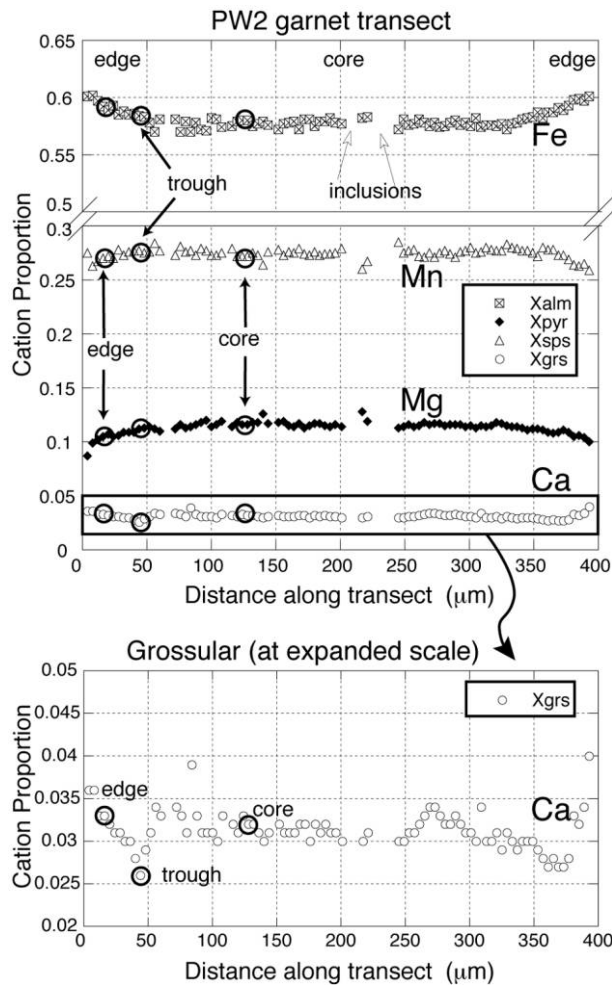 PW2 garnet transect
0.65
edge
core
edge
0.6
Fe
0.55
trough
inclusions
0.5
Cation Proportion
0.3
0.25
Mn
Xalm
Xpyr
Xsps
Xgrs
0.2
edge
core
0.15
Mg
0.1
Ca
0.05
0
0 50 100 150 200 250 300 350 400
Distance along transect (μm)
Grossular (at expanded scale)
0.05
Xgrs
0.045
Cation Proportion
0.04
edge
0.035
core
Ca
0.03
trough
0.025
0.02
0 50 100 150 200 250 300 350 400
Distance along transect (μm)